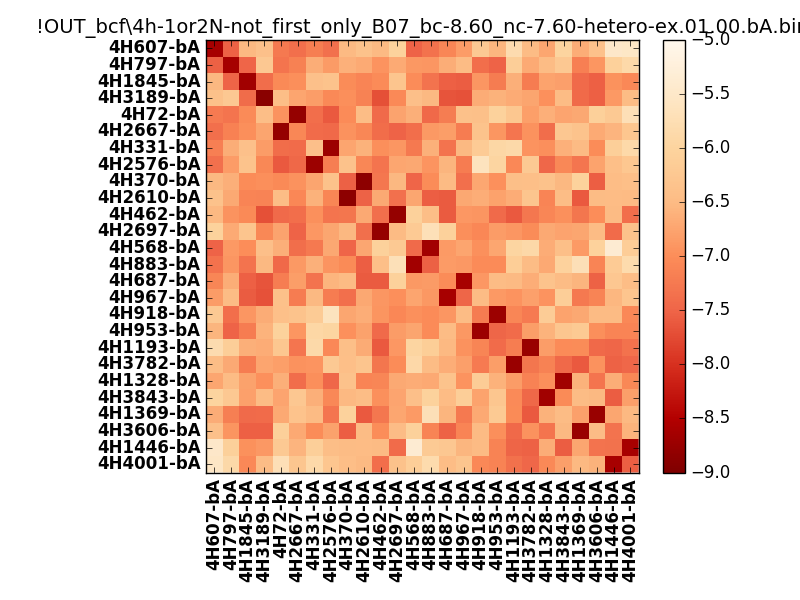 !OUT_bcf\4h-1or2N-not_first_only_B07_bc-8.60_nc-7.60-hetero-ex.01.00.bA.bin
4H607-bA
4H797-bA
4H1845-bA
4H3189-bA
4H72-bA
4H2667-bA
4H331-bA
4H2576-bA
4H370-bA
4H2610-bA
4H462-bA
4H2697-bA
4H568-bA
4H883-bA
4H687-bA
4H967-bA
4H918-bA
4H953-bA
4H1193-bA
4H3782-bA
4H1328-bA
4H3843-bA
4H1369-bA
4H3606-bA
4H1446-bA
4H4001-bA
4H607-bA
4H797-bA
4H1845-bA
4H3189-bA
4H72-bA
4H2667-bA
4H331-bA
4H2576-bA
4H370-bA
4H2610-bA
4H462-bA
4H2697-bA
4H568-bA
4H883-bA
4H687-bA
4H967-bA
4H918-bA
4H953-bA
4H1193-bA
4H3782-bA
4H1328-bA
4H3843-bA
4H1369-bA
4H3606-bA
4H1446-bA
4H4001-bA
−5.0
−5.5
−6.0
−6.5
−7.0
−7.5
−8.0
−8.5
−9.0